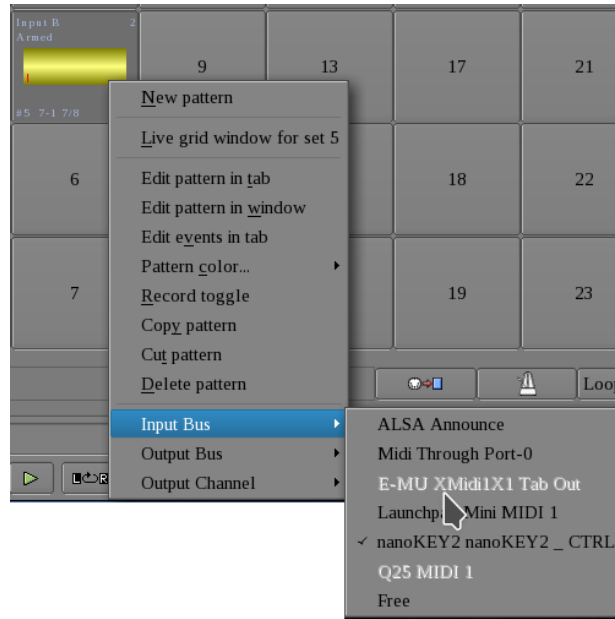 Input B 2
Armed
9 13 17 21
#5 7-1 7/8
New pattern
Live grid window for set 5
6 18 22
Edit pattern in tab
Edit pattern in window
Edit events in tab
Pattern color...
7 19 23
Record toggle
Copy pattern
Cut pattern
Delete pattern
Input Bus
Output Bus
Output Channel
ALSA Announce
Midi Through Port-0
E-MU XMidi1X1 Tab Out
Mini MIDI 1
nanoKEY2 nanoKEY2 _ CTRL
Q25 MIDI 1
Free